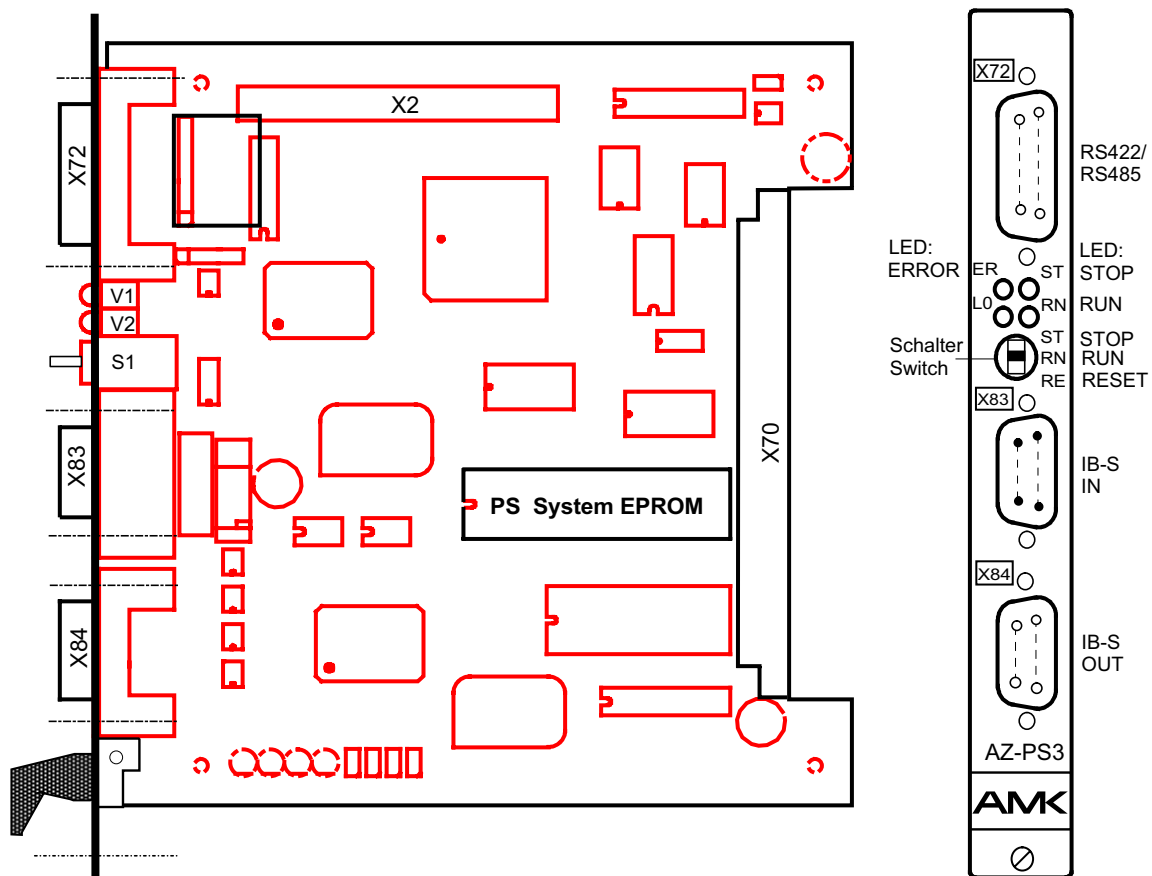 X2
X72
V1
V2
S1
X83
X70
PS System EPROM
X84
X72
RS422/
RS485
LED:
ERROR
ER
ST
LED:
STOP
L0
RN
RUN
Schalter
Switch
ST
STOP
RN
RUN
RE
RESET
X83
IB-S
IN
X84
IB-S
OUT
AZ-PS3
AMK